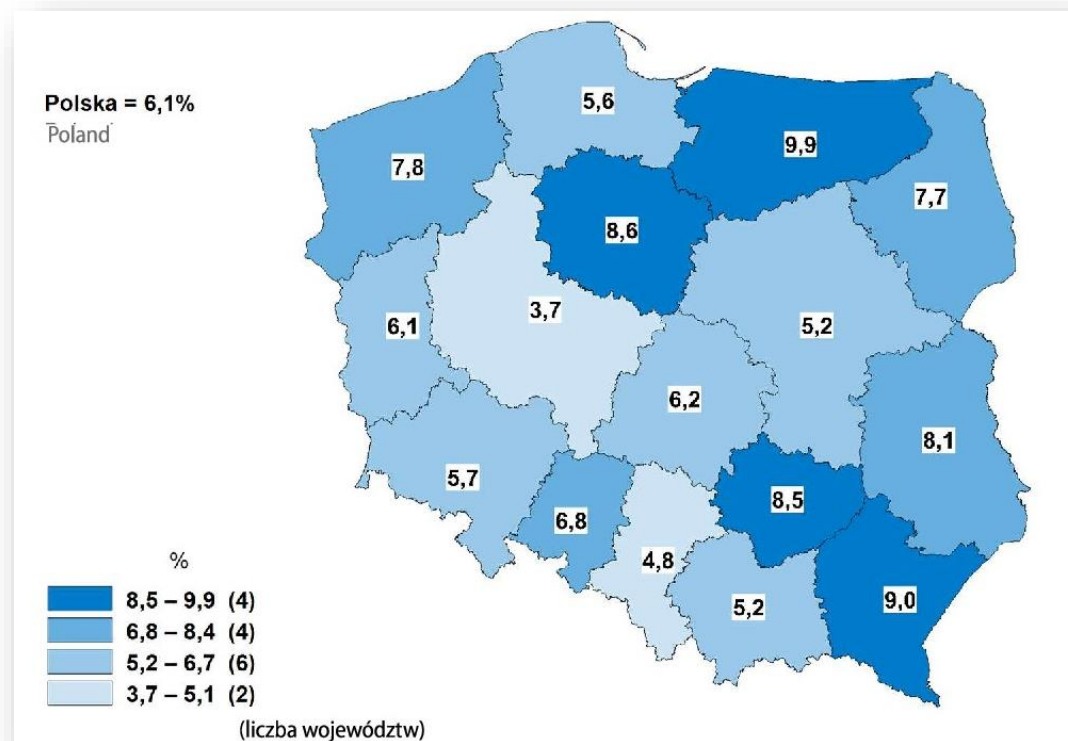 Polska = 6,1%
Poland
5,6
9,9
7,8
7,7
8,6
3,7
5,2
6,1
6,2
8,1
5,7
8,5
6,8
4,8
9,0
5,2
%
8,5 – 9,9 (4)
6,8 – 8,4 (4)
5,2 – 6,7 (6)
3,7 – 5,1 (2)
(liczba województw)